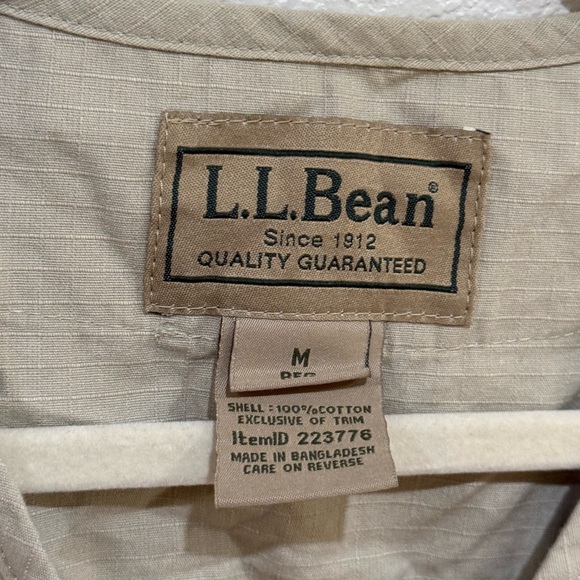 L.L.Bean®
Since 1912
QUALITY GUARANTEED
M
REG
SHELL: 100%COTTON
EXCLUSIVE OF TRIM
ItemID 223776
MADE IN BANGLADESH
CARE ON REVERSE